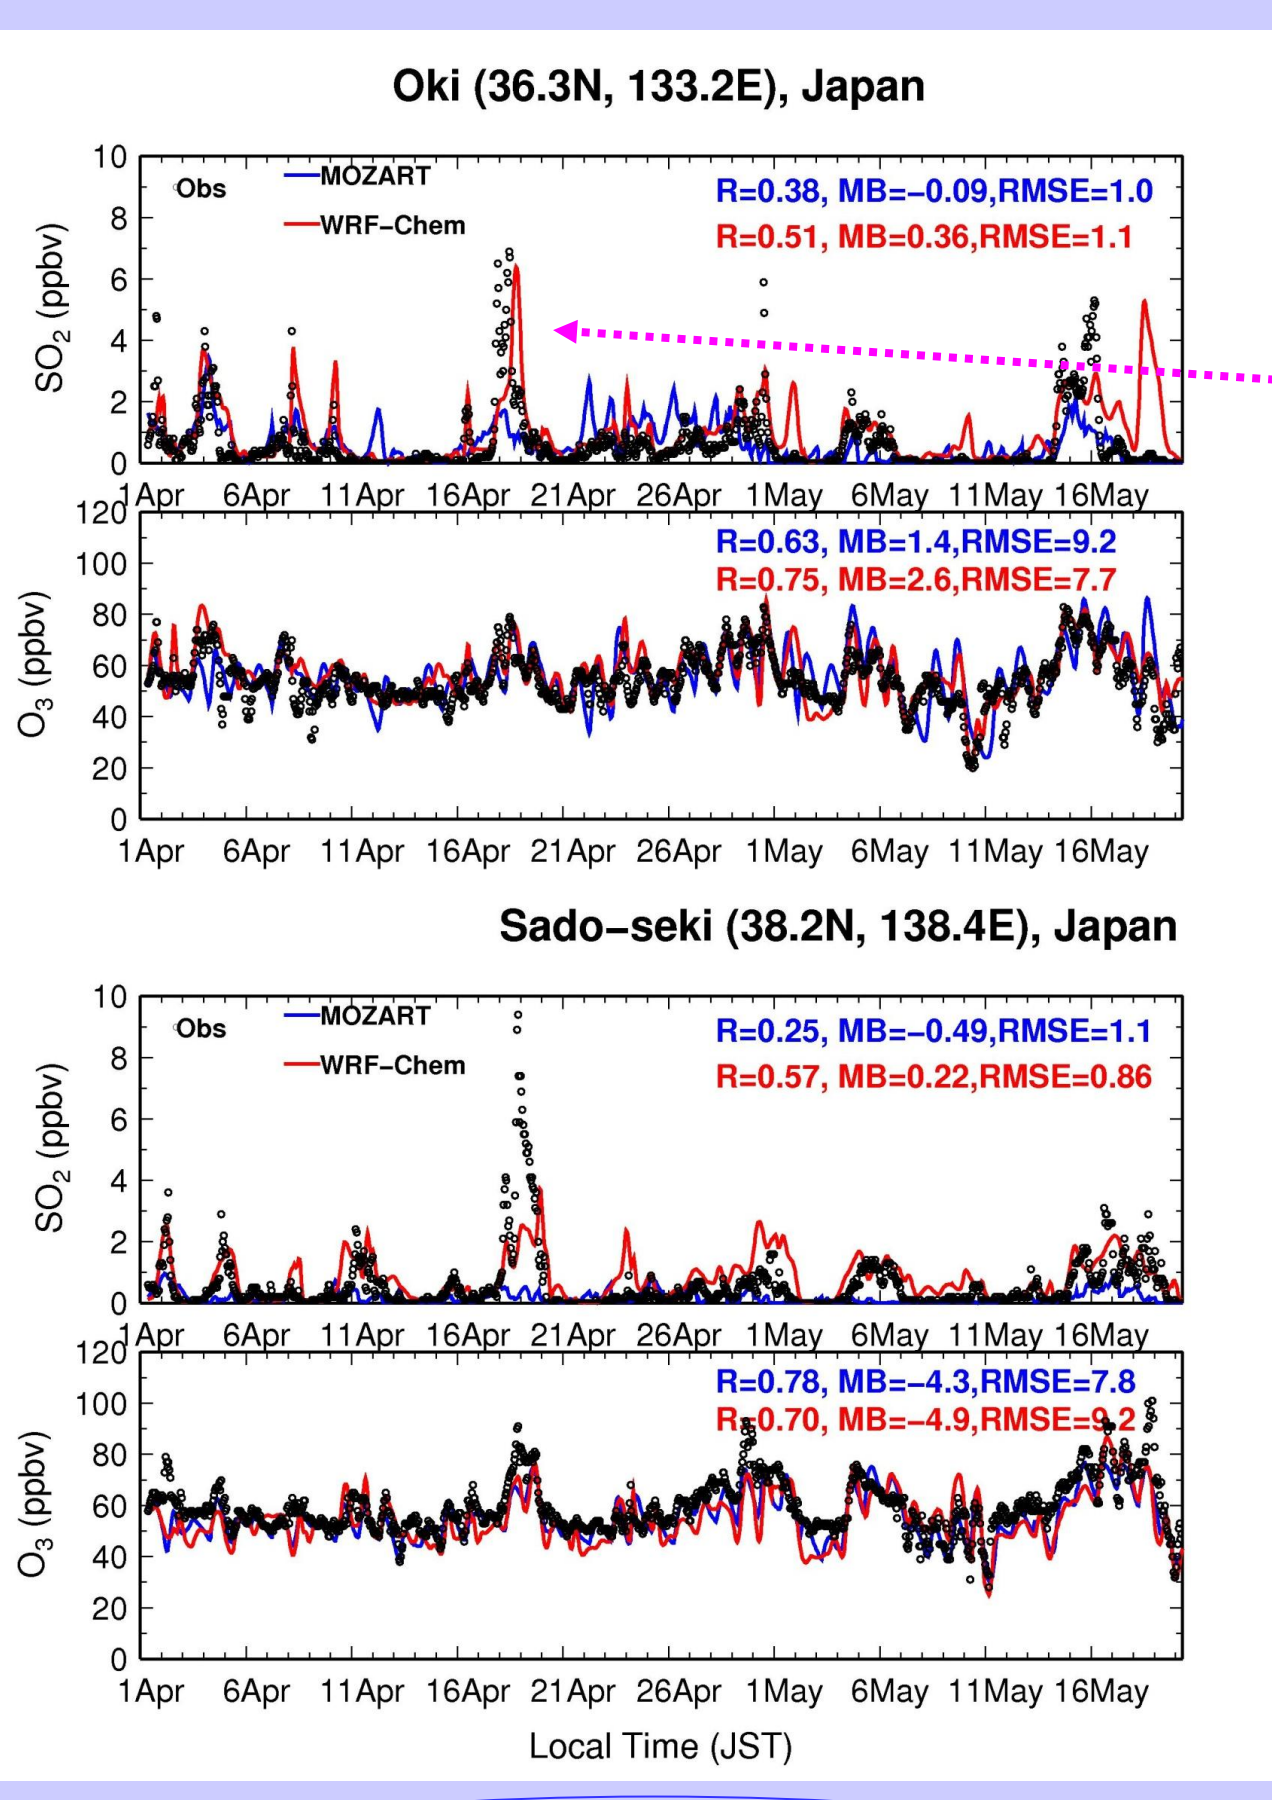 Oki (36.3N, 133.2E), Japan
10
8
6
4
2
0
SO2 (ppbv)
Obs
MOZART
WRF−Chem
R=0.38, MB=−0.09,RMSE=1.0
R=0.51, MB=0.36,RMSE=1.1
1Apr 6Apr 11Apr 16Apr 21Apr 26Apr 1May 6May 11May 16May
120
100
80
60
40
20
0
O3 (ppbv)
R=0.63, MB=1.4,RMSE=9.2
R=0.75, MB=2.6,RMSE=7.7
1Apr 6Apr 11Apr 16Apr 21Apr 26Apr 1May 6May 11May 16May
Sado−seki (38.2N, 138.4E), Japan
10
8
6
4
2
0
SO2 (ppbv)
Obs
MOZART
WRF−Chem
R=0.25, MB=−0.49,RMSE=1.1
R=0.57, MB=0.22,RMSE=0.86
1Apr 6Apr 11Apr 16Apr 21Apr 26Apr 1May 6May 11May 16May
120
100
80
60
40
20
0
O3 (ppbv)
R=0.78, MB=−4.3,RMSE=7.8
R=0.70, MB=−4.9,RMSE=9.2
1Apr 6Apr 11Apr 16Apr 21Apr 26Apr 1May 6May 11May 16May
Local Time (JST)